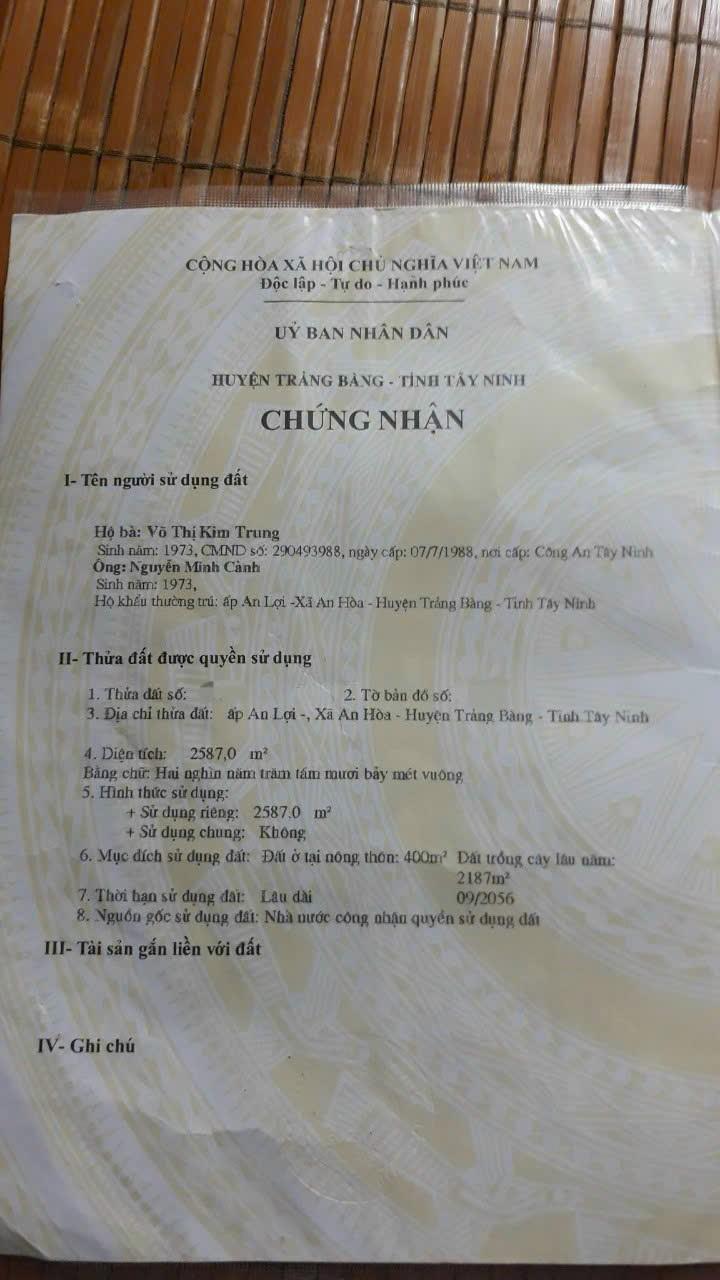 CỘNG HÒA XÃ HỘI CHỦ NGHĨA VIỆT NAM
Độc lập - Tự do - Hạnh phúc
UỶ BAN NHÂN DÂN
HUYỆN TRẢNG BÀNG - TỈNH TÂY NINH
CHỨNG NHẬN
I- Tên người sử dụng đất
Hộ bà: Võ Thị Kim Trung
Sinh năm: 1973, CMND số: 290493988, ngày cấp: 07/7/1988, nơi cấp: Công An Tây Ninh
Ông: Nguyễn Minh Cảnh
Sinh năm: 1973,
Hộ khẩu thường trú: ấp An Lợi -Xã An Hòa - Huyện Trảng Bàng - Tỉnh Tây Ninh
II- Thửa đất được quyền sử dụng
1. Thửa đất số: 2. Tờ bản đồ số:
3. Địa chỉ thửa đất: ấp An Lợi -, Xã An Hòa - Huyện Trảng Bàng - Tỉnh Tây Ninh
4. Diện tích: 2587,0 m²
Bằng chữ: Hai nghìn năm trăm tám mươi bảy mét vuông
5. Hình thức sử dụng:
+ Sử dụng riêng: 2587.0 m²
+ Sử dụng chung: Không
6. Mục đích sử dụng đất: Đất ở tại nông thôn: 400m² Đất trồng cây lâu năm:
2187m²
7. Thời hạn sử dụng đất: Lâu dài 09/2056
8. Nguồn gốc sử dụng đất: Nhà nước công nhận quyền sử dụng đất
III- Tài sản gắn liền với đất
IV- Ghi chú